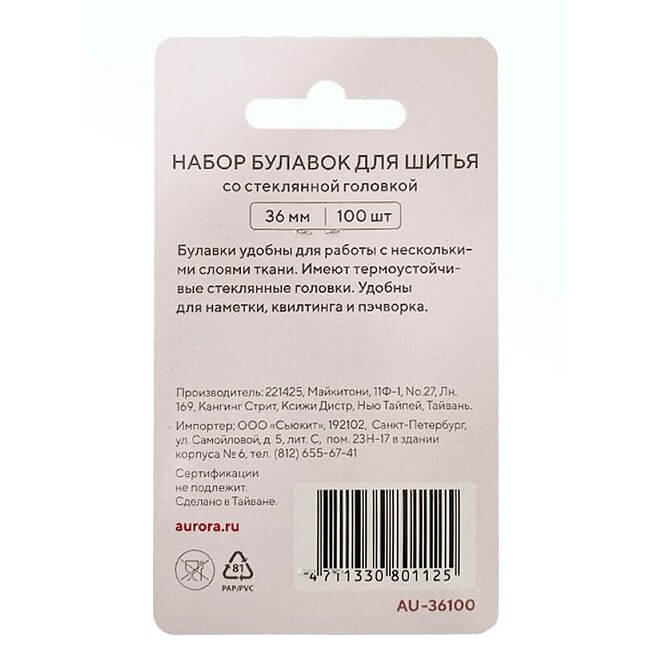 НАБОР БУЛАВОК ДЛЯ ШИТЬЯ
со стеклянной головкой
36 мм | 100 шт
Булавки удобны для работы с нескольки-
ми слоями ткани. Имеют термоустойчи-
вые стеклянные головки. Удобны
для наметки, квилтинга и пэчворка.
Производитель: 221425, Майкитони, 11Ф-1, No.27, Лн.
169, Кангинг Стрит, Ксижи Дистр, Нью Тайпей, Тайвань.
Импортер: ООО «Сьюкит», 192102, Санкт-Петербург,
ул. Самойловой, д. 5, лит. С, пом. 23Н-17 в здании
корпуса № 6, тел. (812) 655-67-41
Сертификации
не подлежит.
Сделано в Тайване.
aurora.ru
81
PAP/PVC
4 711330 801125
AU-36100